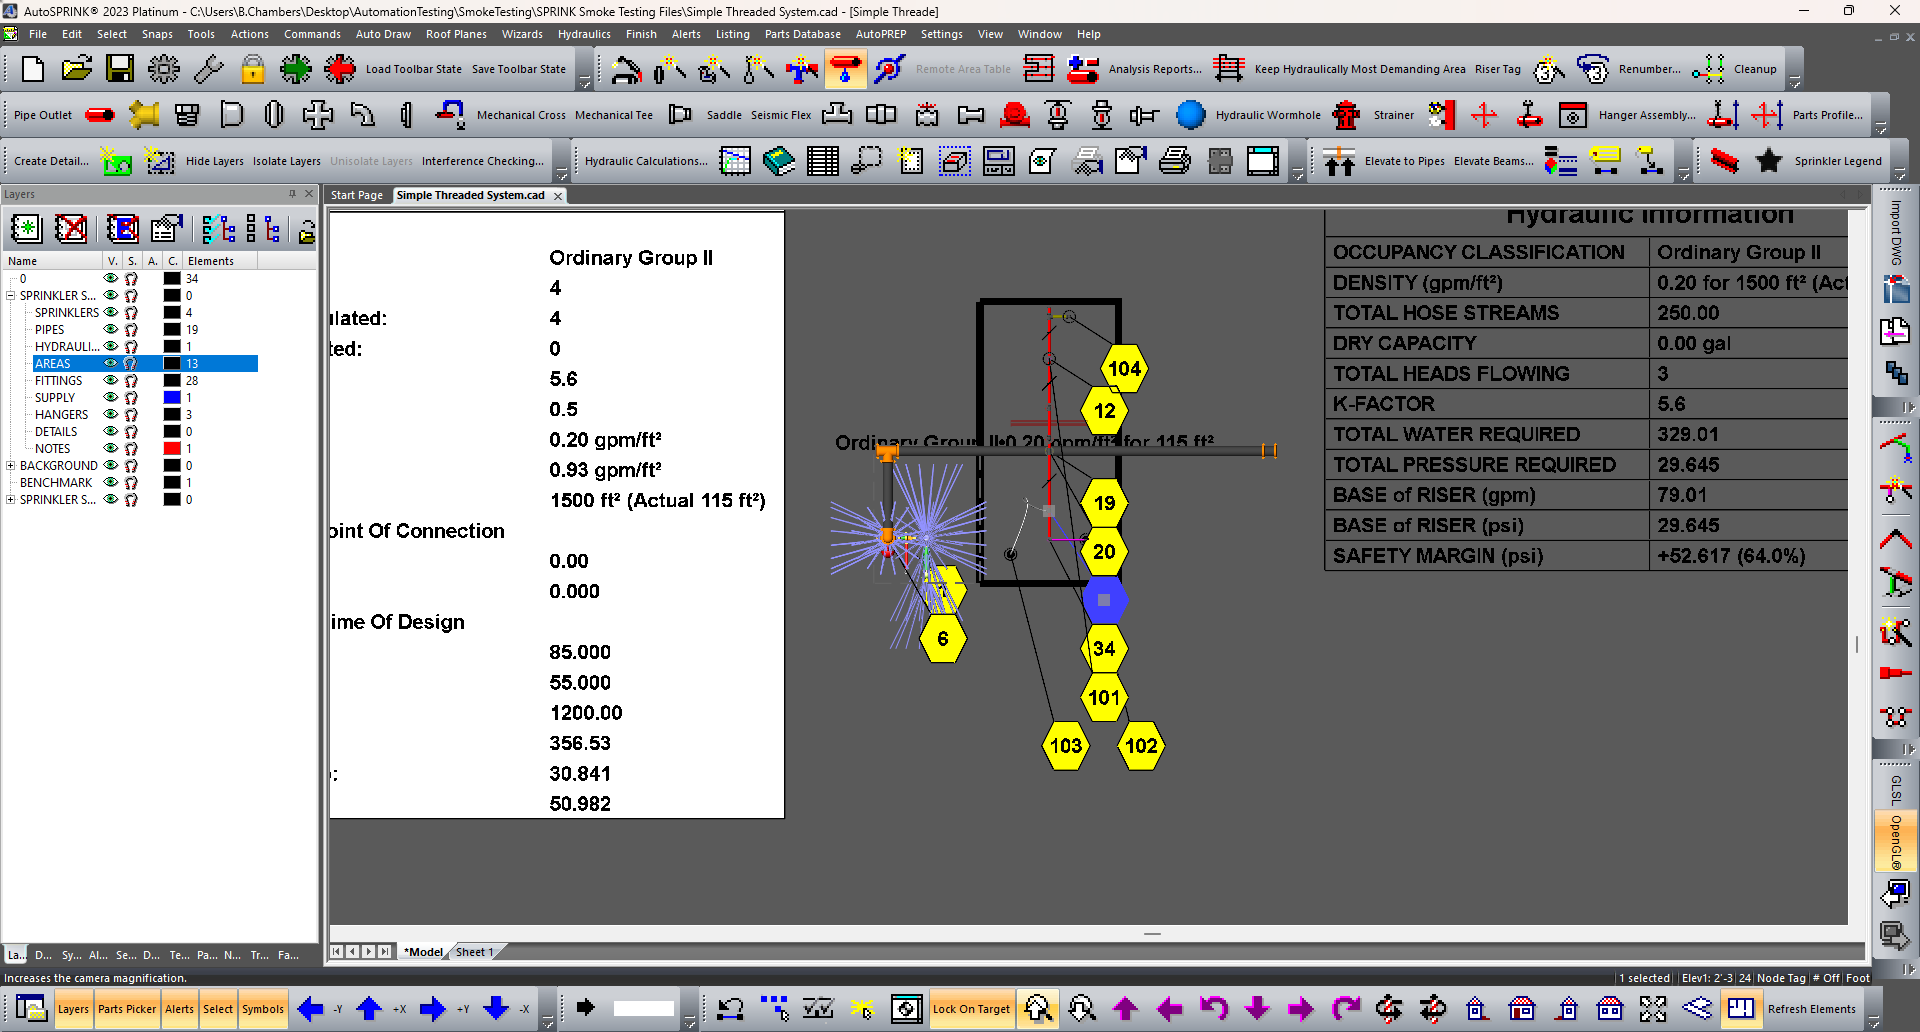 AutoSPRINK® 2023 Platinum - C:\Users\B.Chambers\Desktop\AutomationTesting\SmokeTesting\SPRINK Smoke Testing Files\Simple Threaded System.cad - [Simple Threade]
File Edit Select Snaps Tools Actions Commands Auto Draw Roof Planes Wizards Hydraulics Finish Alerts Listing Parts Database AutoPREP Settings View Window Help
Load Toolbar State Save Toolbar State Remote Area Table Analysis Reports... Keep Hydraulically Most Demanding Area Riser Tag Renumber... Cleanup
Pipe Outlet Mechanical Cross Mechanical Tee Saddle Seismic Flex Hydraulic Wormhole Strainer Hanger Assembly... Parts Profile...
Create Detail... Hide Layers Isolate Layers Unisolate Layers Interference Checking... Hydraulic Calculations... Elevate to Pipes Elevate Beams... Sprinkler Legend
Layers
Start Page Simple Threaded System.cad
Name V. S. A. C. Elements
0 34
SPRINKLER S... 0
SPRINKLERS 4
PIPES 19
HYDRAULI... 1
AREAS 13
FITTINGS 28
SUPPLY 1
HANGERS 3
DETAILS 0
NOTES 1
BACKGROUND 0
BENCHMARK 1
SPRINKLER S... 0
La... D... Sy... Al... Se... D... Te... Pa... N... Tr... Fa...
Ordinary Group II
4
ulated: 4
ted: 0
5.6
0.5
0.20 gpm/ft²
0.93 gpm/ft²
1500 ft² (Actual 115 ft²)
oint Of Connection
0.00
0.000
ime Of Design
85.000
55.000
1200.00
356.53
30.841
50.982
104
12
Ordinary Group II•0.20 gpm/ft² for 115 ft²
19
20
6
34
101
103
102
Hydraulic Information
OCCUPANCY CLASSIFICATION Ordinary Group II
DENSITY (gpm/ft²) 0.20 for 1500 ft² (Act
TOTAL HOSE STREAMS 250.00
DRY CAPACITY 0.00 gal
TOTAL HEADS FLOWING 3
K-FACTOR 5.6
TOTAL WATER REQUIRED 329.01
TOTAL PRESSURE REQUIRED 29.645
BASE of RISER (gpm) 79.01
BASE of RISER (psi) 29.645
SAFETY MARGIN (psi) +52.617 (64.0%)
Import DWG
GLSL
OpenGL®
*Model Sheet 1
Increases the camera magnification. 1 selected Elev1: 2'-3 24 Node Tag # Off Foot
Layers Parts Picker Alerts Select Symbols -Y +X +Y -X Lock On Target Refresh Elements